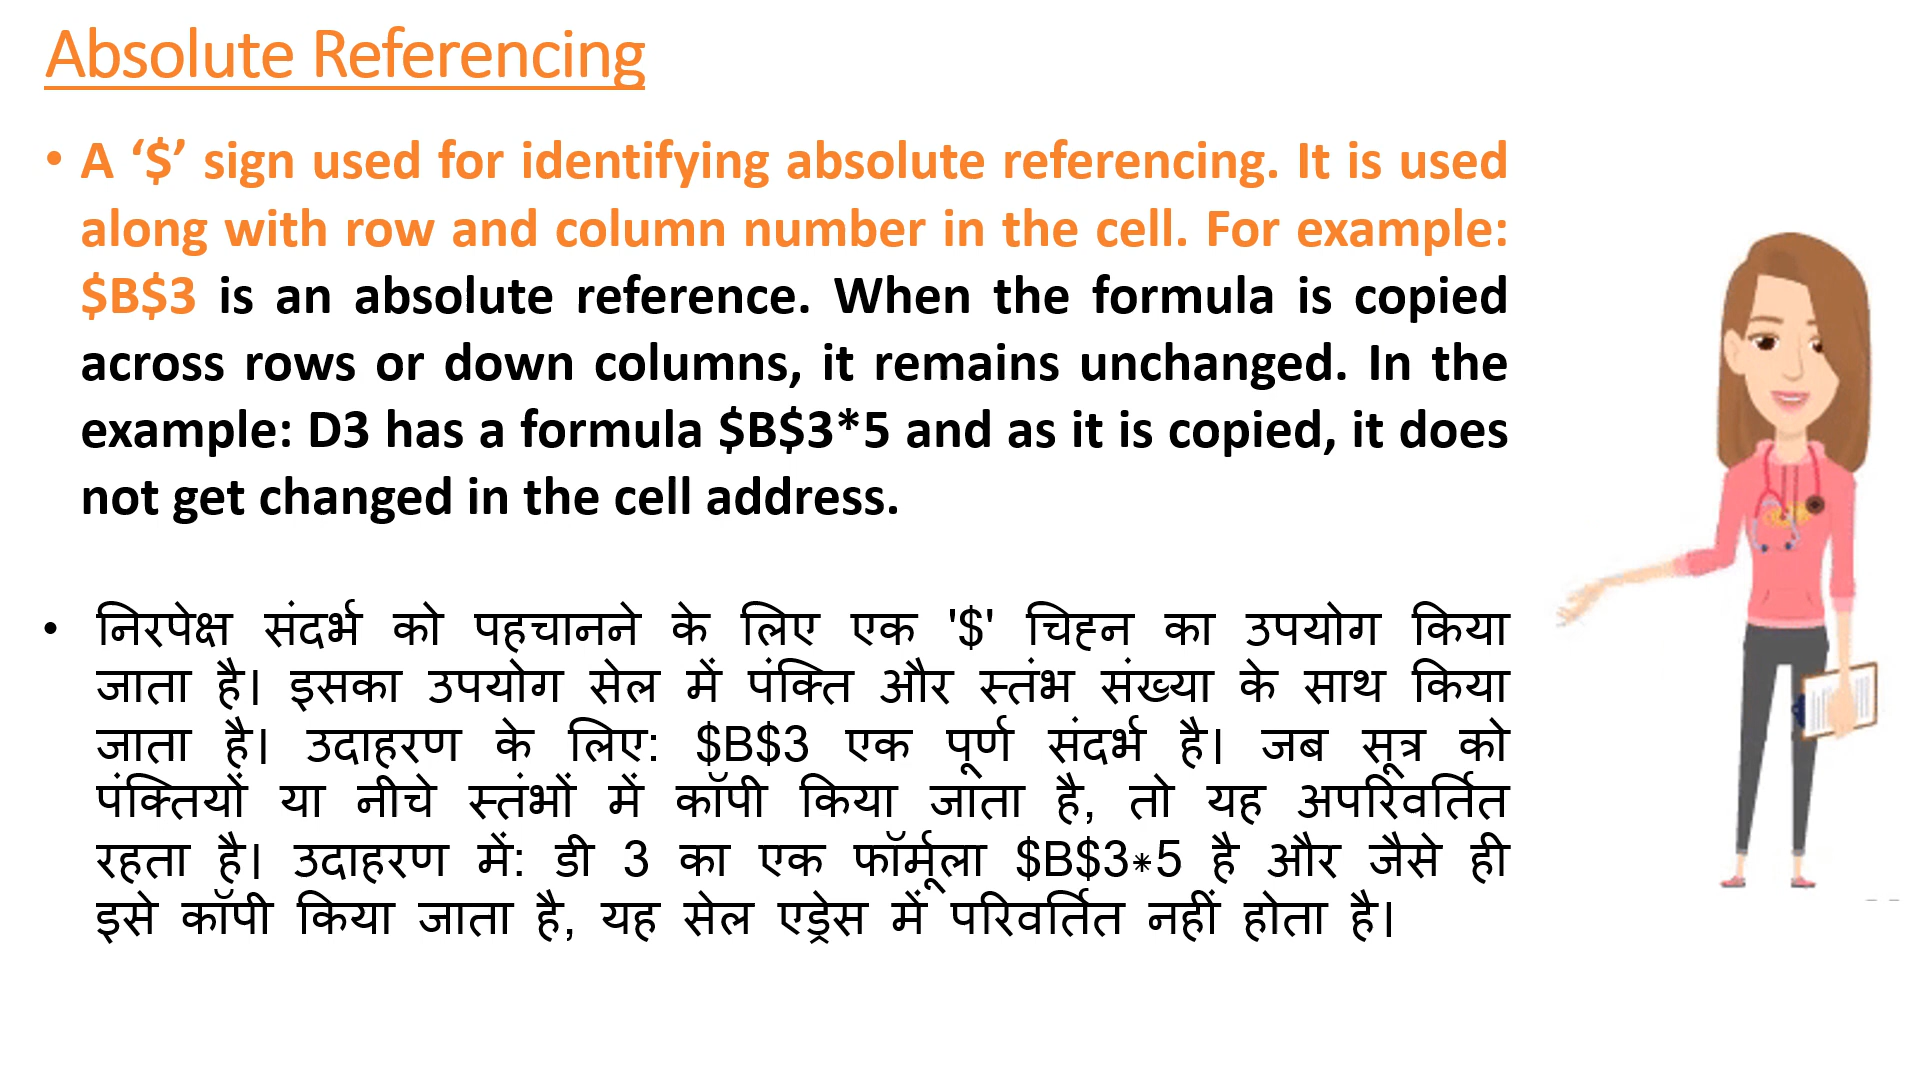 Absolute Referencing
• A ‘$’ sign used for identifying absolute referencing. It is used
along with row and column number in the cell. For example:
$B$3 is an absolute reference. When the formula is copied
across rows or down columns, it remains unchanged. In the
example: D3 has a formula $B$3*5 and as it is copied, it does
not get changed in the cell address.
• निरपेक्ष संदर्भ को पहचानने के लिए एक '$' चिह्न का उपयोग किया
जाता है। इसका उपयोग सेल में पंक्ति और स्तंभ संख्या के साथ किया
जाता है। उदाहरण के लिए: $B$3 एक पूर्ण संदर्भ है। जब सूत्र को
पंक्तियों या नीचे स्तंभों में कॉपी किया जाता है, तो यह अपरिवर्तित
रहता है। उदाहरण में: डी 3 का एक फॉर्मूला $B$3*5 है और जैसे ही
इसे कॉपी किया जाता है, यह सेल एड्रेस में परिवर्तित नहीं होता है।